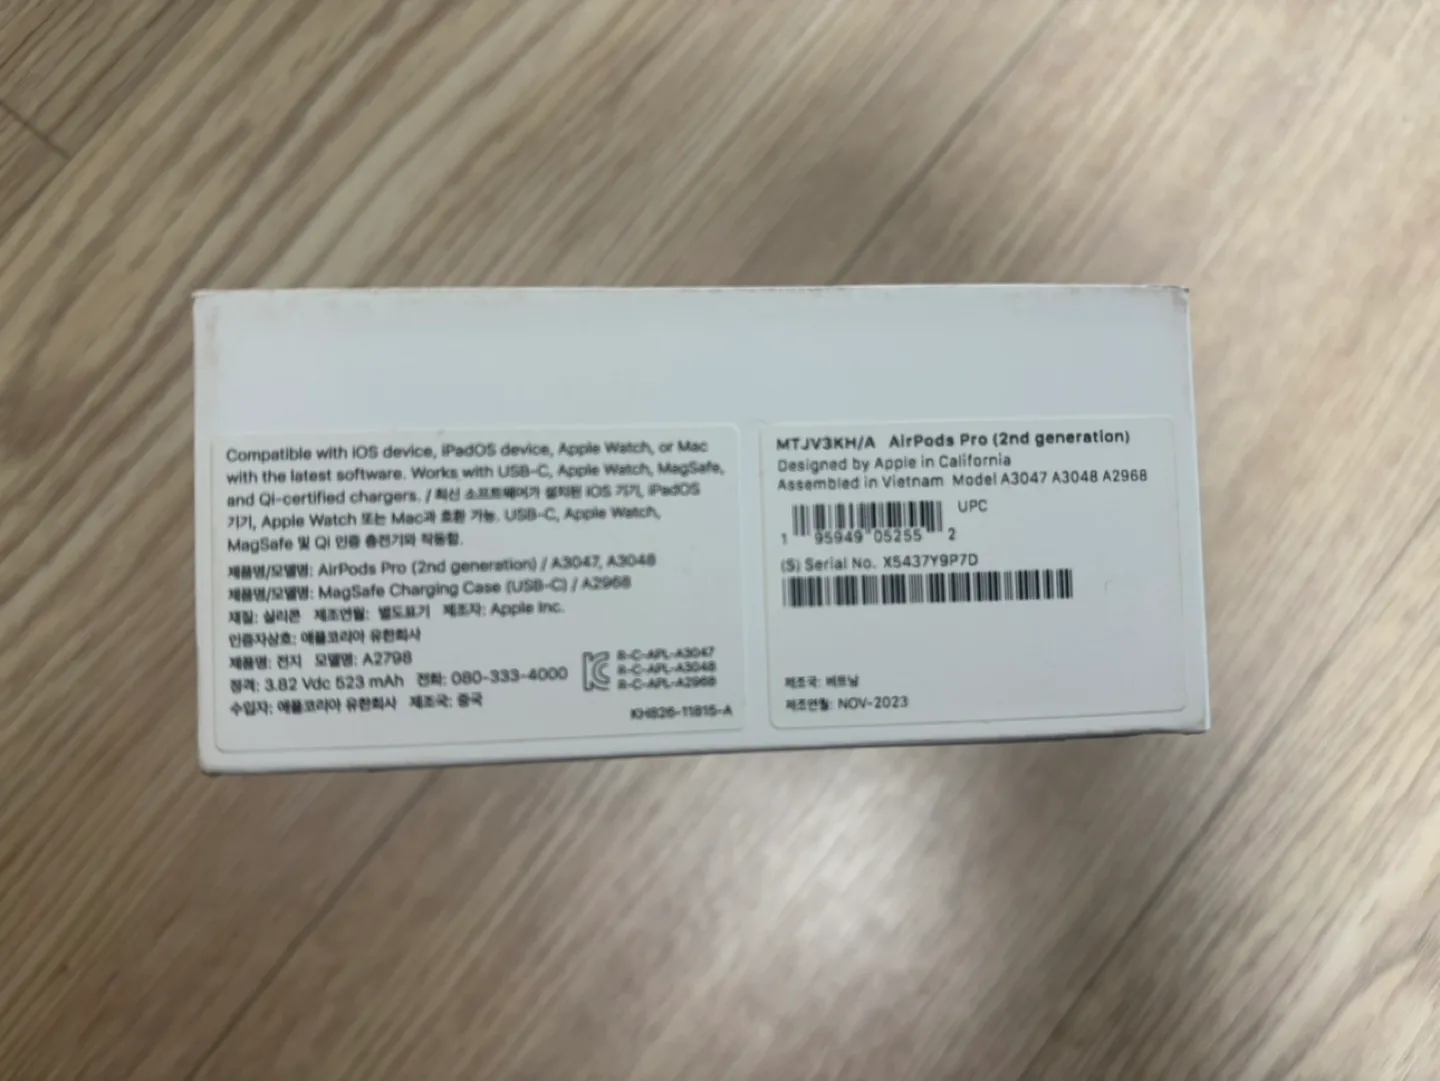 Compatible with iOS device, iPadOS device, Apple Watch, or Mac
with the latest software. Works with USB-C, Apple Watch, MagSafe,
and Qi-certified chargers. / 최신 소프트웨어가 설치된 iOS 기기, iPadOS
기기, Apple Watch 또는 Mac과 호환 가능. USB-C, Apple Watch,
MagSafe 및 Qi 인증 충전기와 작동함.
제품명/모델명: AirPods Pro (2nd generation) / A3047, A3048
제품명/모델명: MagSafe Charging Case (USB-C) / A2968
재질: 실리콘 제조연월: 별도표기 제조자: Apple Inc.
인증자상호: 애플코리아 유한회사
제품명: 전지 모델명: A2798
정격: 3.82 Vdc 523 mAh 전화: 080-333-4000
수입자: 애플코리아 유한회사 제조국: 중국
R-C-APL-A3047
R-C-APL-A3048
R-C-APL-A2968
KH826-11815-A
MTJV3KH/A AirPods Pro (2nd generation)
Designed by Apple in California
Assembled in Vietnam Model A3047 A3048 A2968
UPC
1 95949 05255 2
(S) Serial No. X5437Y9P7D
제조국: 베트남
제조연월: NOV-2023